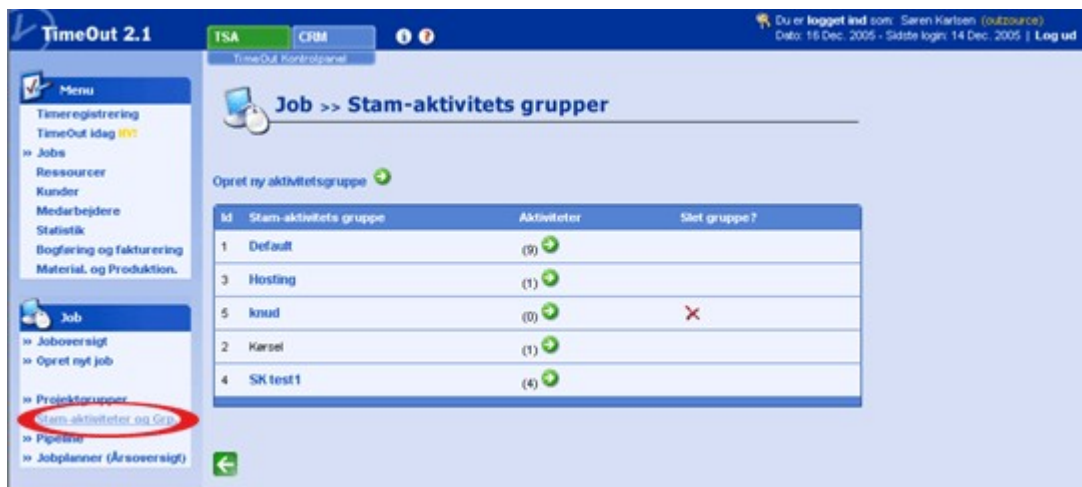 TimeOut 2.1
TSA CRM
Du er logget ind som: Søren Karlsen (outzource)
Dato: 16 Dec. 2005 - Sidste login: 14 Dec. 2005 | Log ud
TimeOut Kontrolpanel
Menu
Timeregistrering
TimeOut idag NY!
» Jobs
Ressourcer
Kunder
Medarbejdere
Statistik
Bogføring og fakturering
Material. og Produktion.
Job
» Joboversigt
» Opret nyt job
» Projektgrupper
Stam-aktiviteter og Grp.
» Pipeline
» Jobplanner (Årsoversigt)
Job >> Stam-aktivitets grupper
Opret ny aktivitetsgruppe
Id Stam-aktivitets gruppe Aktiviteter Slet gruppe?
1 Default (9)
3 Hosting (1)
5 knud (0)
2 Kørsel (1)
4 SK test1 (4)